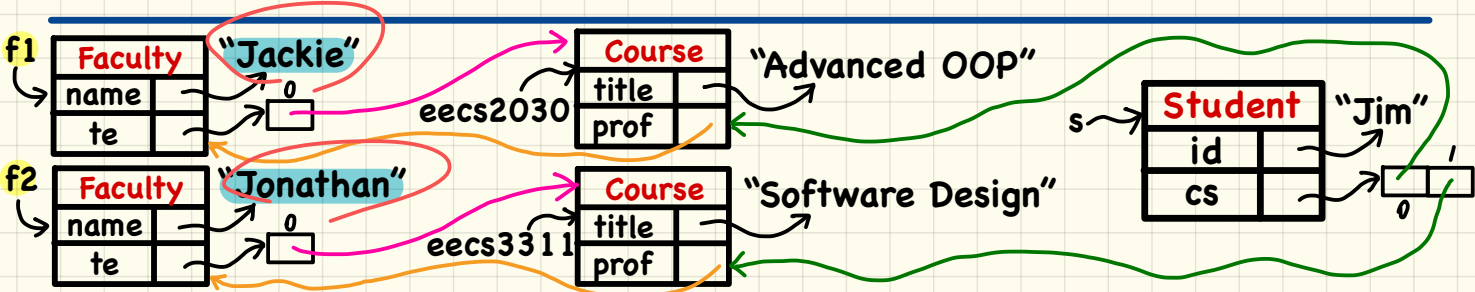 f1
Faculty
name
te
"Jackie"
0
Course
title
prof
eecs2030
"Advanced OOP"
s
Student
id
cs
"Jim"
0
1
f2
Faculty
name
te
"Jonathan"
0
Course
title
prof
eecs3311
"Software Design"